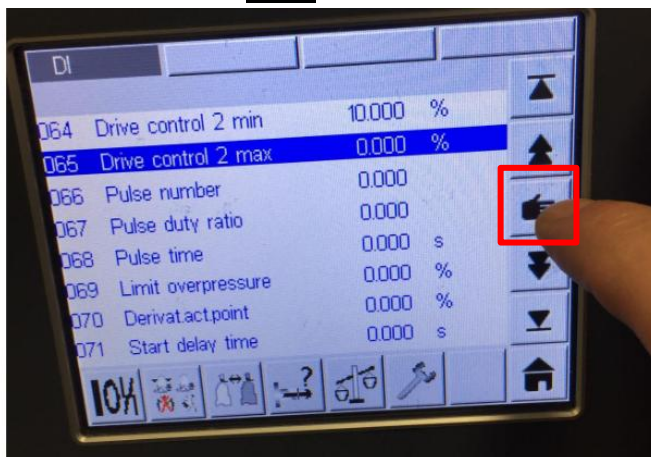 DI
064 Drive control 2 min 10.000 %
065 Drive control 2 max 0.000 %
066 Pulse number 0.000
067 Pulse duty ratio 0.000
068 Pulse time 0.000 s
069 Limit overpressure 0.000 %
070 Derivat.act.point 0.000 %
071 Start delay time 0.000 s
?